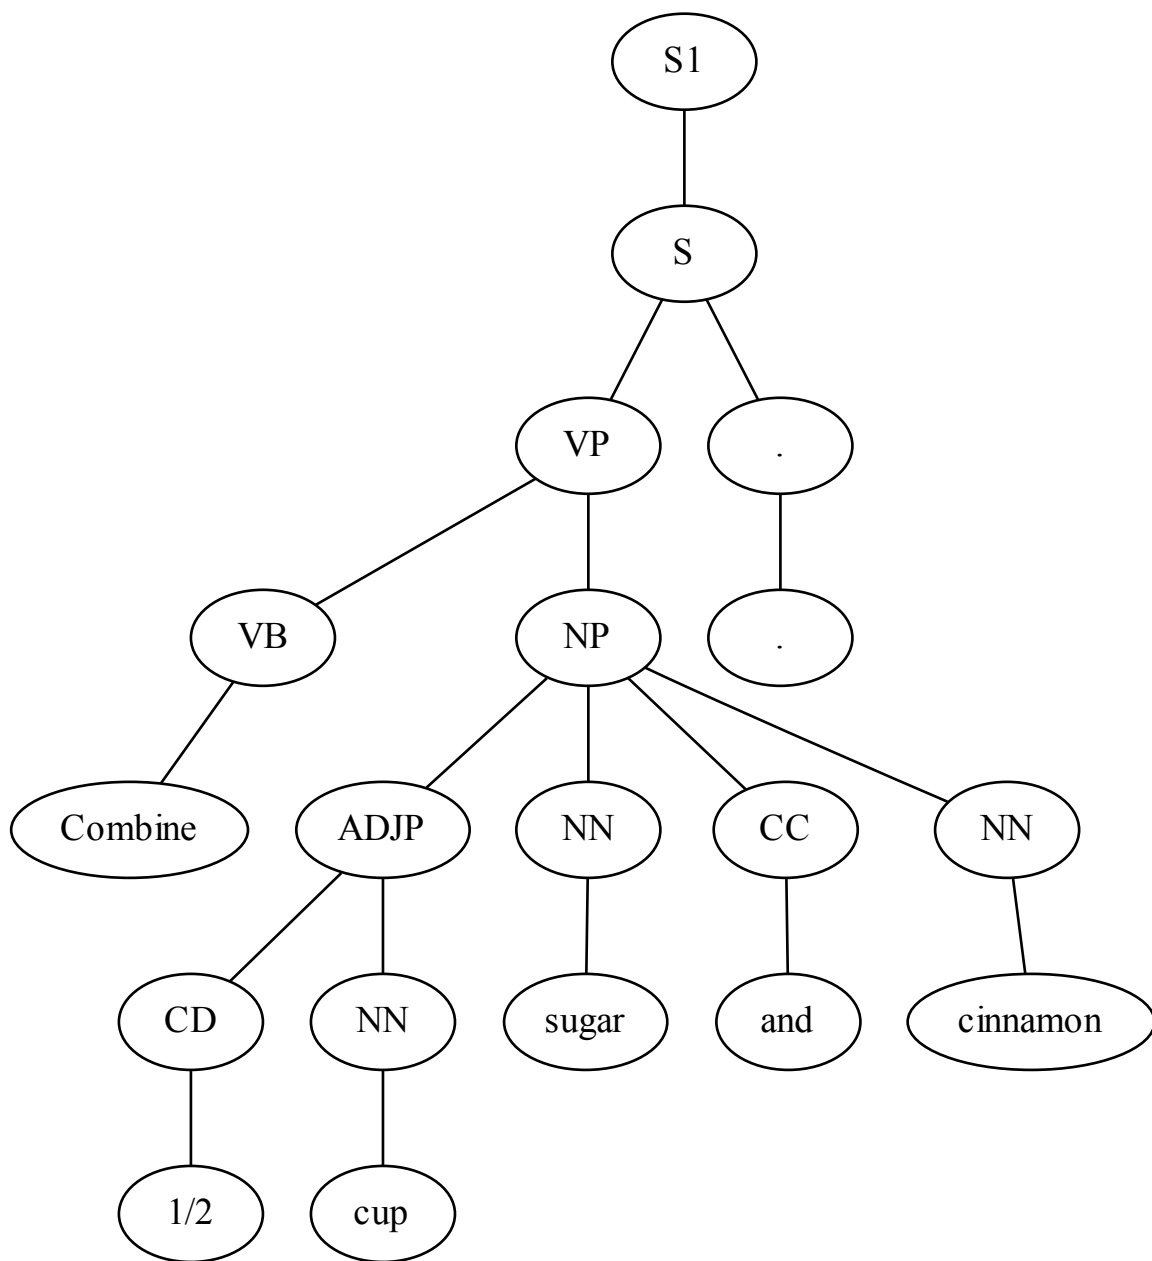 S1
S
VP .
VB NP .
Combine ADJP NN CC NN
CD NN sugar and cinnamon
1/2 cup